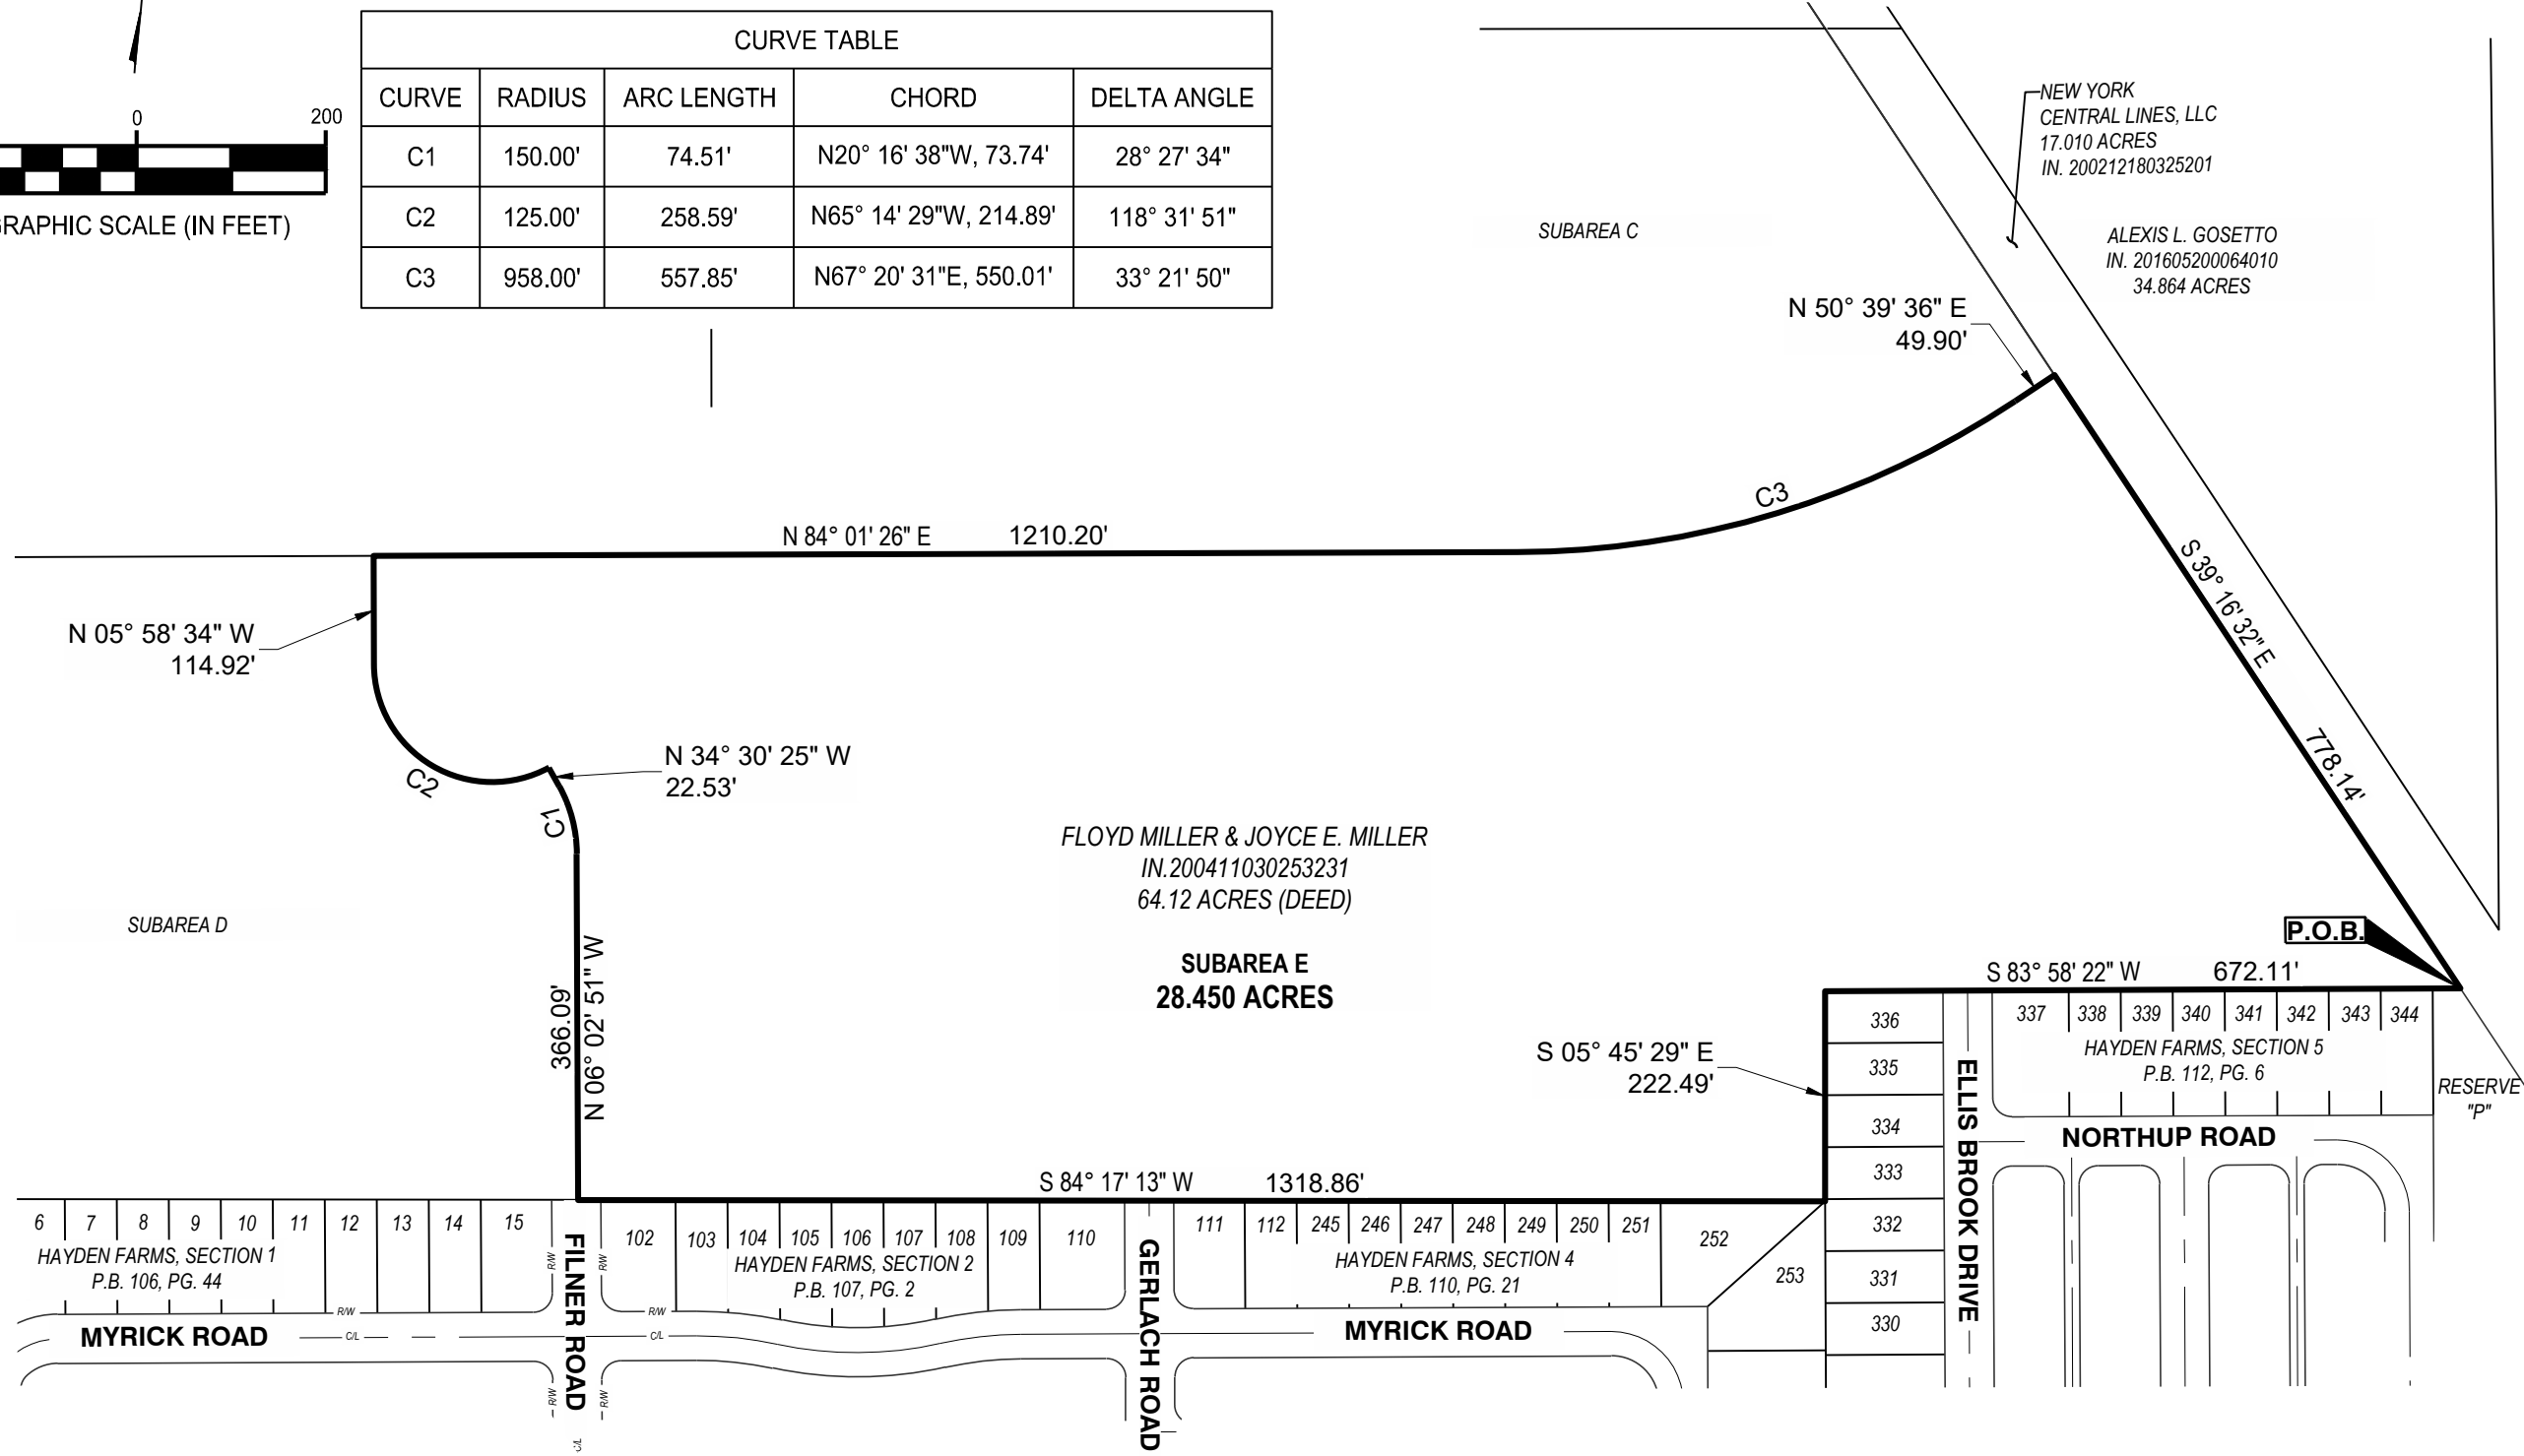 0
200
GRAPHIC SCALE (IN FEET)
CURVE TABLE
CURVE RADIUS ARC LENGTH CHORD DELTA ANGLE
C1 150.00' 74.51' N20° 16' 38"W, 73.74' 28° 27' 34"
C2 125.00' 258.59' N65° 14' 29"W, 214.89' 118° 31' 51"
C3 958.00' 557.85' N67° 20' 31"E, 550.01' 33° 21' 50"
NEW YORK
CENTRAL LINES, LLC
17.010 ACRES
IN. 200212180325201
SUBAREA C
ALEXIS L. GOSETTO
IN. 201605200064010
34.864 ACRES
N 50° 39' 36" E
49.90'
C3
N 84° 01' 26" E 1210.20'
S 39° 16' 32" E 778.14'
N 05° 58' 34" W
114.92'
C2
N 34° 30' 25" W
22.53'
C1
FLOYD MILLER & JOYCE E. MILLER
IN.200411030253231
64.12 ACRES (DEED)
SUBAREA E
28.450 ACRES
SUBAREA D
366.09'
N 06° 02' 51" W
P.O.B.
S 83° 58' 22" W 672.11'
S 05° 45' 29" E
222.49'
S 84° 17' 13" W 1318.86'
336
335
334
333
332
331
330
ELLIS BROOK DRIVE
337 338 339 340 341 342 343 344
HAYDEN FARMS, SECTION 5
P.B. 112, PG. 6
RESERVE
"P"
NORTHUP ROAD
6 7 8 9 10 11 12 13 14 15
HAYDEN FARMS, SECTION 1
P.B. 106, PG. 44
R/W
MYRICK ROAD
C/L
R/W
R/W
FILNER ROAD
R/W
R/W
C/L
102 103 104 105 106 107 108 109 110
HAYDEN FARMS, SECTION 2
P.B. 107, PG. 2
R/W
C/L
GERLACH ROAD
111 112 245 246 247 248 249 250 251 252
HAYDEN FARMS, SECTION 4
P.B. 110, PG. 21
253
MYRICK ROAD